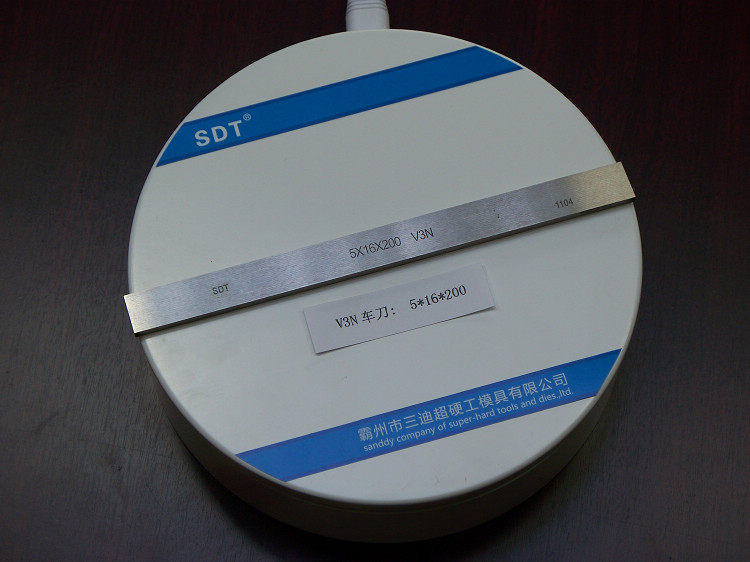 SDT®
1104
5X16X200 V3N
SDT
V3N 车刀: 5*16*200
霸州市三迪超硬工模具有限公司
sanddy company of super-hard tools and dies,.ltd.